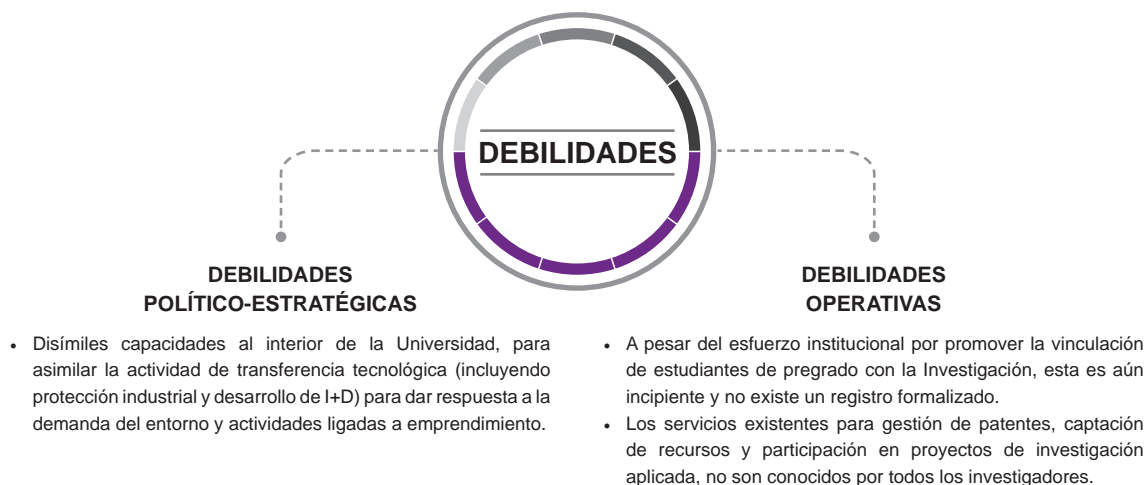 DEBILIDADES
DEBILIDADES
POLÍTICO-ESTRATÉGICAS
• Disímiles capacidades al interior de la Universidad, para
asimilar la actividad de transferencia tecnológica (incluyendo
protección industrial y desarrollo de I+D) para dar respuesta a la
demanda del entorno y actividades ligadas a emprendimiento.
DEBILIDADES
OPERATIVAS
• A pesar del esfuerzo institucional por promover la vinculación
de estudiantes de pregrado con la Investigación, esta es aún
incipiente y no existe un registro formalizado.
• Los servicios existentes para gestión de patentes, captación
de recursos y participación en proyectos de investigación
aplicada, no son conocidos por todos los investigadores.